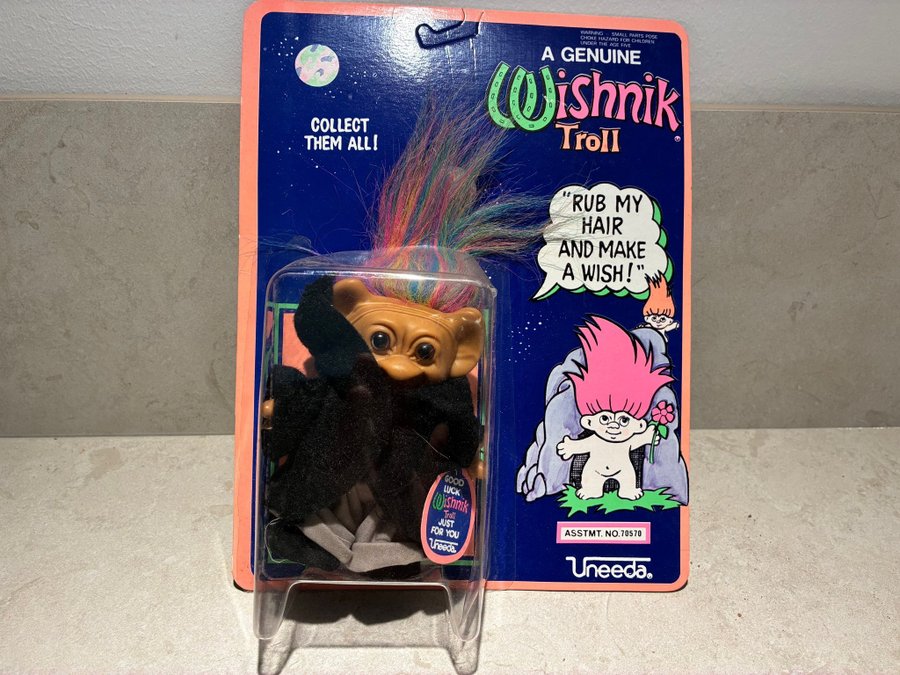 WARNING - SMALL PARTS POSE
CHOKE HAZARD FOR CHILDREN
UNDER THE AGE FIVE
A GENUINE
Wishnik®
Troll
COLLECT
THEM ALL!
"RUB MY
HAIR
AND MAKE
A WISH!"
GOOD
LUCK
Wishnik
Troll
JUST
FOR YOU
Uneeda
ASSTMT. NO. 70570
Uneeda®